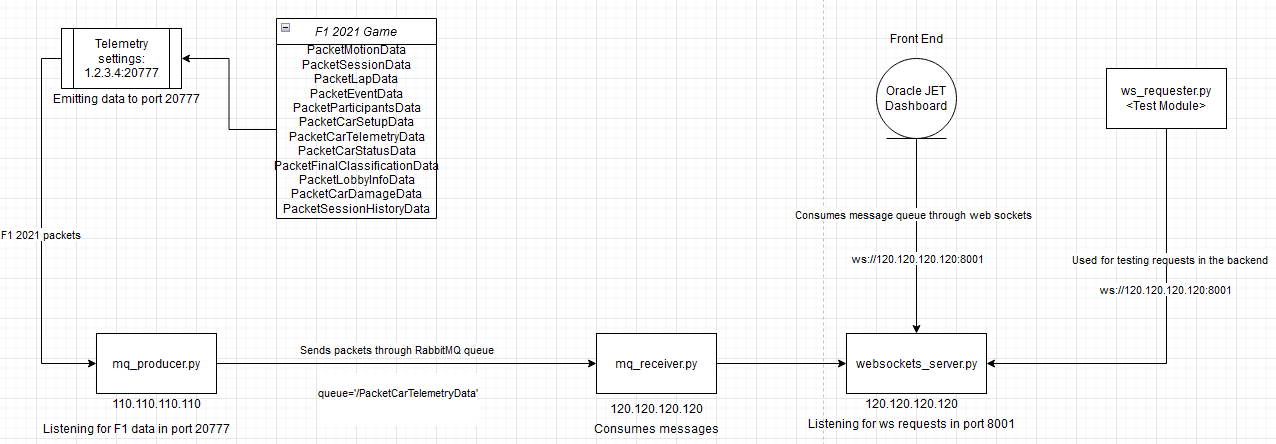 Telemetry
settings:
1.2.3.4:20777
Emitting data to port 20777
F1 2021 Game
PacketMotionData
PacketSessionData
PacketLapData
PacketEventData
PacketParticipantsData
PacketCarSetupData
PacketCarTelemetryData
PacketCarStatusData
PacketFinalClassificationData
PacketLobbyInfoData
PacketCarDamageData
PacketSessionHistoryData
Front End
Oracle JET
Dashboard
ws_requester.py
<Test Module>
F1 2021 packets
Consumes message queue through web sockets
ws://120.120.120.120:8001
Used for testing requests in the backend
ws://120.120.120.120:8001
mq_producer.py
110.110.110.110
Listening for F1 data in port 20777
Sends packets through RabbitMQ queue
queue='/PacketCarTelemetryData'
mq_receiver.py
120.120.120.120
Consumes messages
websockets_server.py
120.120.120.120
Listening for ws requests in port 8001